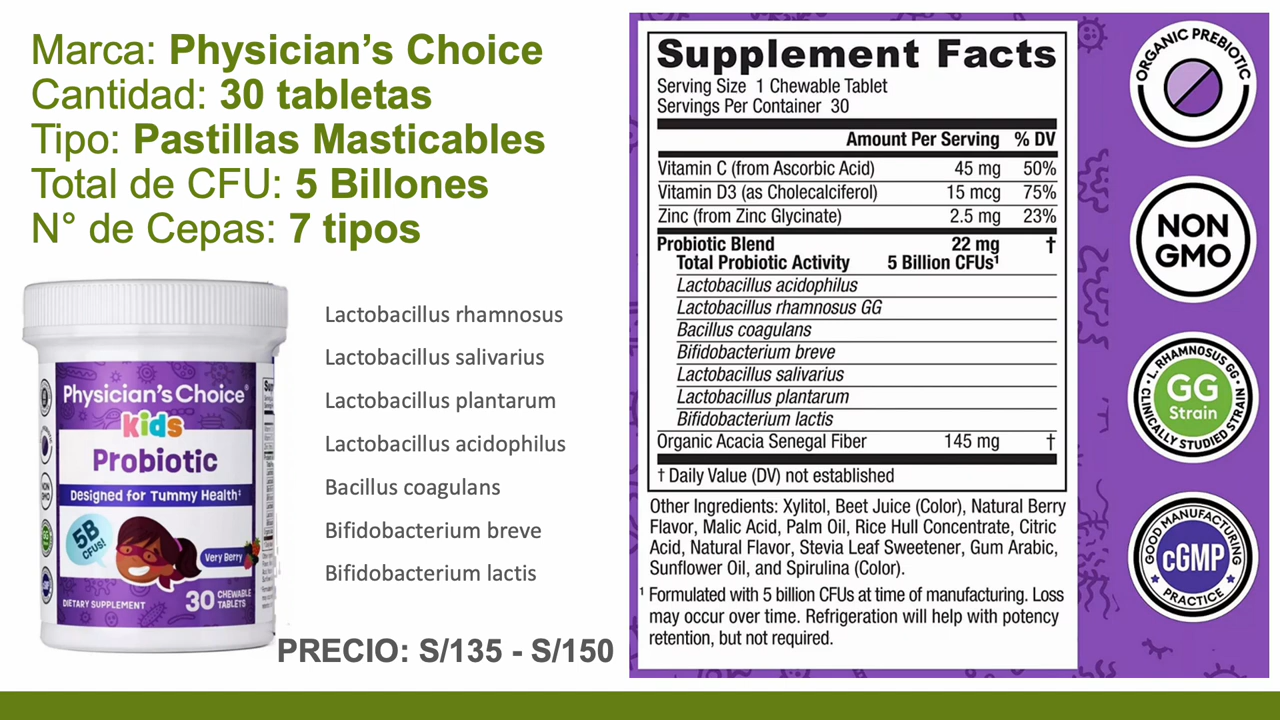 Marca: Physician’s Choice
Cantidad: 30 tabletas
Tipo: Pastillas Masticables
Total de CFU: 5 Billones
N° de Cepas: 7 tipos
Physician's Choice®
kids
Probiotic
Designed for Tummy Health‡
5B
CFUs!
Very Berry
DIETARY SUPPLEMENT
30 CHEWABLE
TABLETS
Lactobacillus rhamnosus
Lactobacillus salivarius
Lactobacillus plantarum
Lactobacillus acidophilus
Bacillus coagulans
Bifidobacterium breve
Bifidobacterium lactis
PRECIO: S/135 - S/150
Supplement Facts
Serving Size 1 Chewable Tablet
Servings Per Container 30
Amount Per Serving % DV
Vitamin C (from Ascorbic Acid) 45 mg 50%
Vitamin D3 (as Cholecalciferol) 15 mcg 75%
Zinc (from Zinc Glycinate) 2.5 mg 23%
Probiotic Blend 22 mg †
Total Probiotic Activity 5 Billion CFUs¹
Lactobacillus acidophilus
Lactobacillus rhamnosus GG
Bacillus coagulans
Bifidobacterium breve
Lactobacillus salivarius
Lactobacillus plantarum
Bifidobacterium lactis
Organic Acacia Senegal Fiber 145 mg †
† Daily Value (DV) not established
Other Ingredients: Xylitol, Beet Juice (Color), Natural Berry
Flavor, Malic Acid, Palm Oil, Rice Hull Concentrate, Citric
Acid, Natural Flavor, Stevia Leaf Sweetener, Gum Arabic,
Sunflower Oil, and Spirulina (Color).
¹ Formulated with 5 billion CFUs at time of manufacturing. Loss
may occur over time. Refrigeration will help with potency
retention, but not required.
ORGANIC PREBIOTIC
NON
GMO
• L. RHAMNOSUS GG •
GG
Strain
CLINICALLY STUDIED STRAIN
GOOD MANUFACTURING
cGMP
PRACTICE